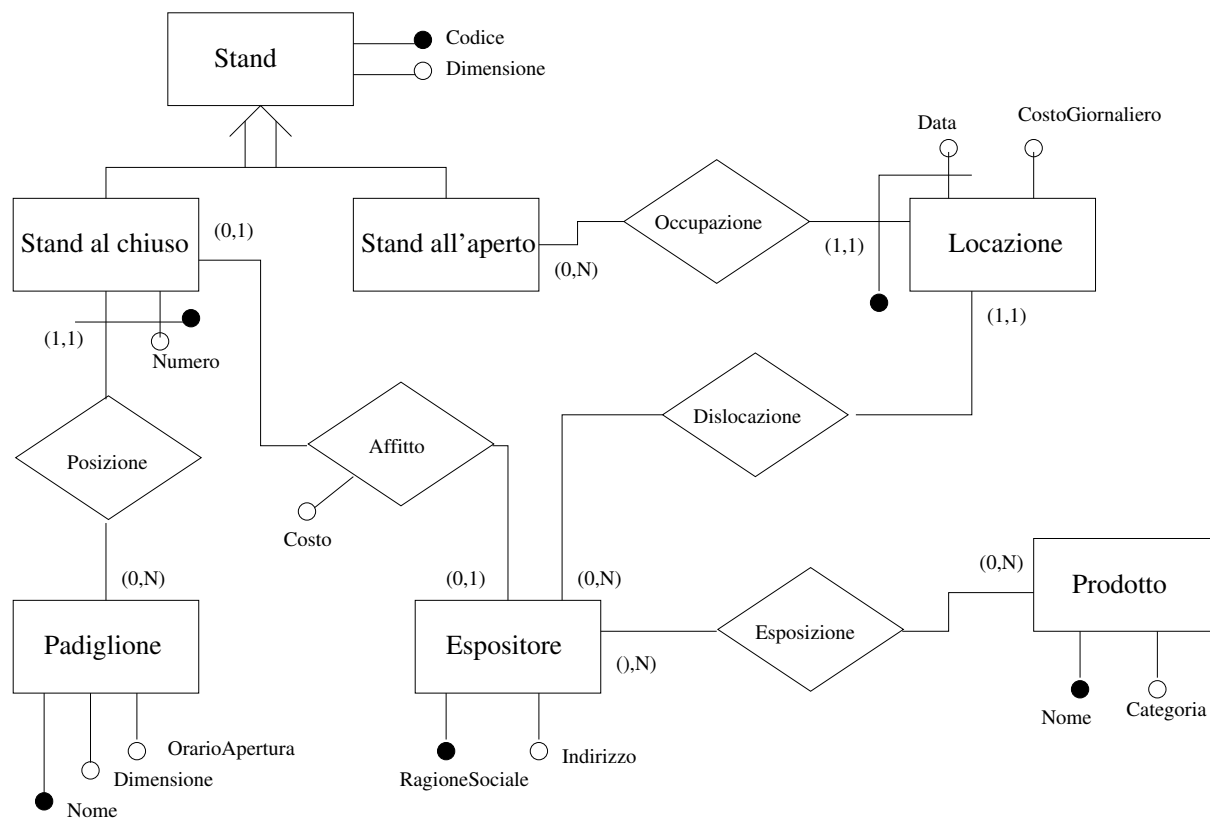 Codice
Stand
Dimensione
CostoGiornaliero
Data
Stand al chiuso
(0,1)
Stand all'aperto
(0,N)
Occupazione
(1,1)
Locazione
(1,1)
(1,1)
Numero
Posizione
Affitto
Costo
Dislocazione
(0,N)
(0,1)
(0,N)
(0,N)
Padiglione
Espositore
(),N)
Esposizione
Prodotto
OrarioApertura
Dimensione
Nome
RagioneSociale
Indirizzo
Nome
Categoria